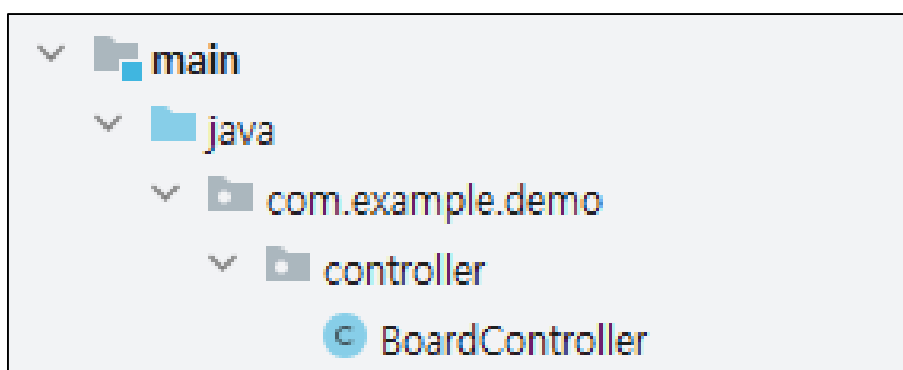 main
java
com.example.demo
controller
C BoardController